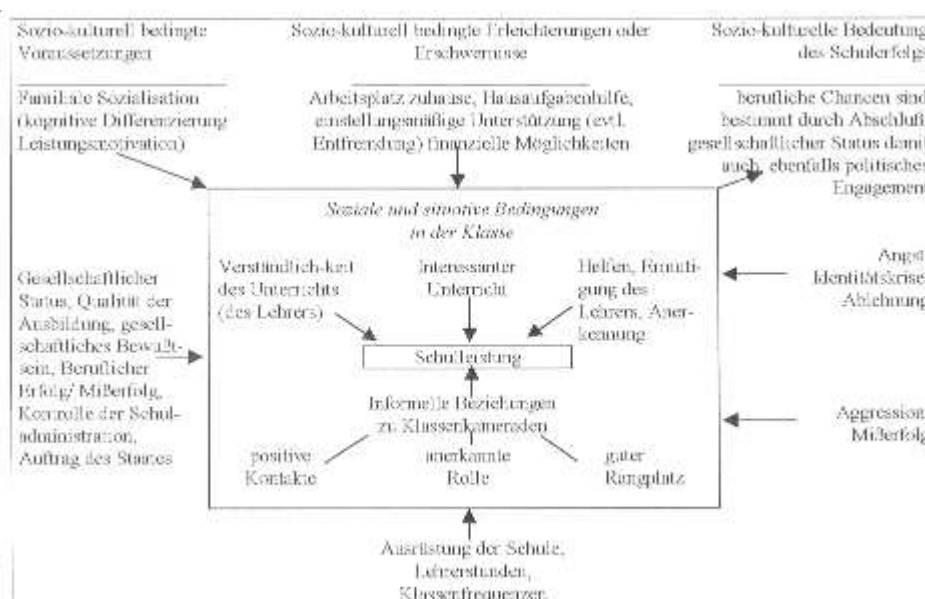 Sozio-kulturell bedingte
Voraussetzungen
Sozio-kulturell bedingte Erleichterungen oder
Erschwernisse
Sozio-kulturelle Bedeutung
des Schulerfolgs
Familiale Sozialisation
(kognitive Differenzierung
Leistungsmotivation)
Arbeitsplatz zuhause, Hausaufgabenhilfe,
einstellungsmäßige Unterstützung (evtl.
Entfremdung) finanzielle Möglichkeiten
berufliche Chancen sind
bestimmt durch Abschluß,
gesellschaftlicher Status damit
auch, ebenfalls politisches
Engagement
Soziale und situative Bedingungen
in der Klasse
Verständlich-keit
des Unterrichts
(des Lehrers)
Interessanter
Unterricht
Helfen, Ermuti-
gung des
Lehrers, Aner-
kennung
Schulleistung
Informelle Beziehungen
zu Klassenkameraden
positive
Kontakte
anerkannte
Rolle
guter
Rangplatz
Gesellschaftlicher
Status, Qualität der
Ausbildung, gesell-
schaftliches Bewußt-
sein, Beruflicher
Erfolg/ Mißerfolg,
Kontrolle der Schul-
administration,
Auftrag des Staates
Angst
Identitätskrise
Ablehnung
Aggression
Mißerfolg
Ausrüstung der Schule,
Lehrerstunden,
Klassenfrequenzen